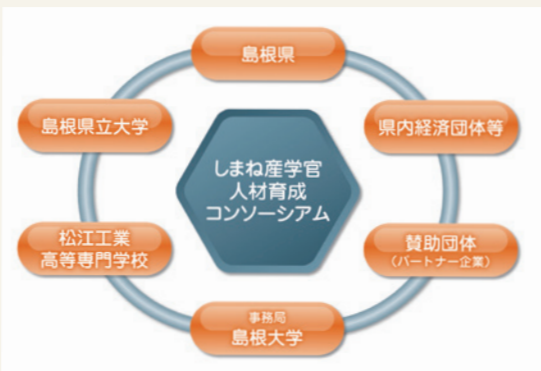 島根県
島根県立大学
県内経済団体等
しまね産学官
人材育成
コンソーシアム
松江工業
高等専門学校
賛助団体
（パートナー企業）
事務局
島根大学